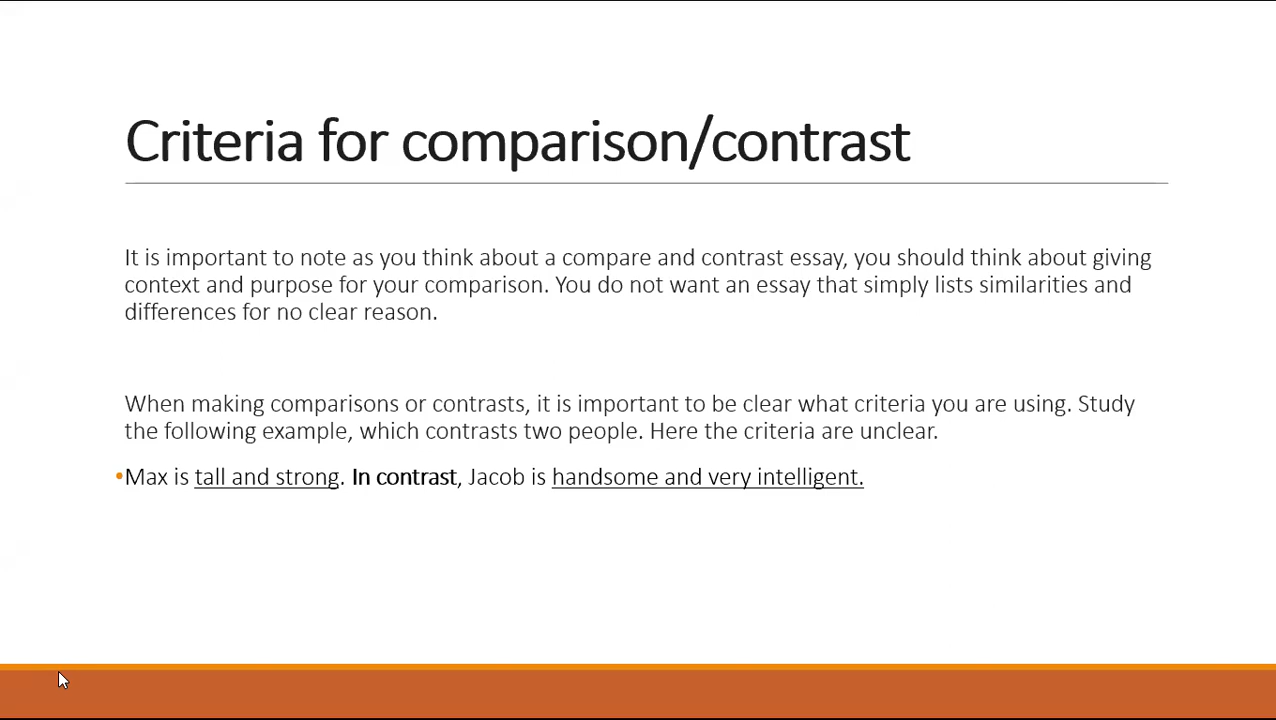 Criteria for comparison/contrast
It is important to note as you think about a compare and contrast essay, you should think about giving
context and purpose for your comparison. You do not want an essay that simply lists similarities and
differences for no clear reason.
When making comparisons or contrasts, it is important to be clear what criteria you are using. Study
the following example, which contrasts two people. Here the criteria are unclear.
•Max is tall and strong. In contrast, Jacob is handsome and very intelligent.